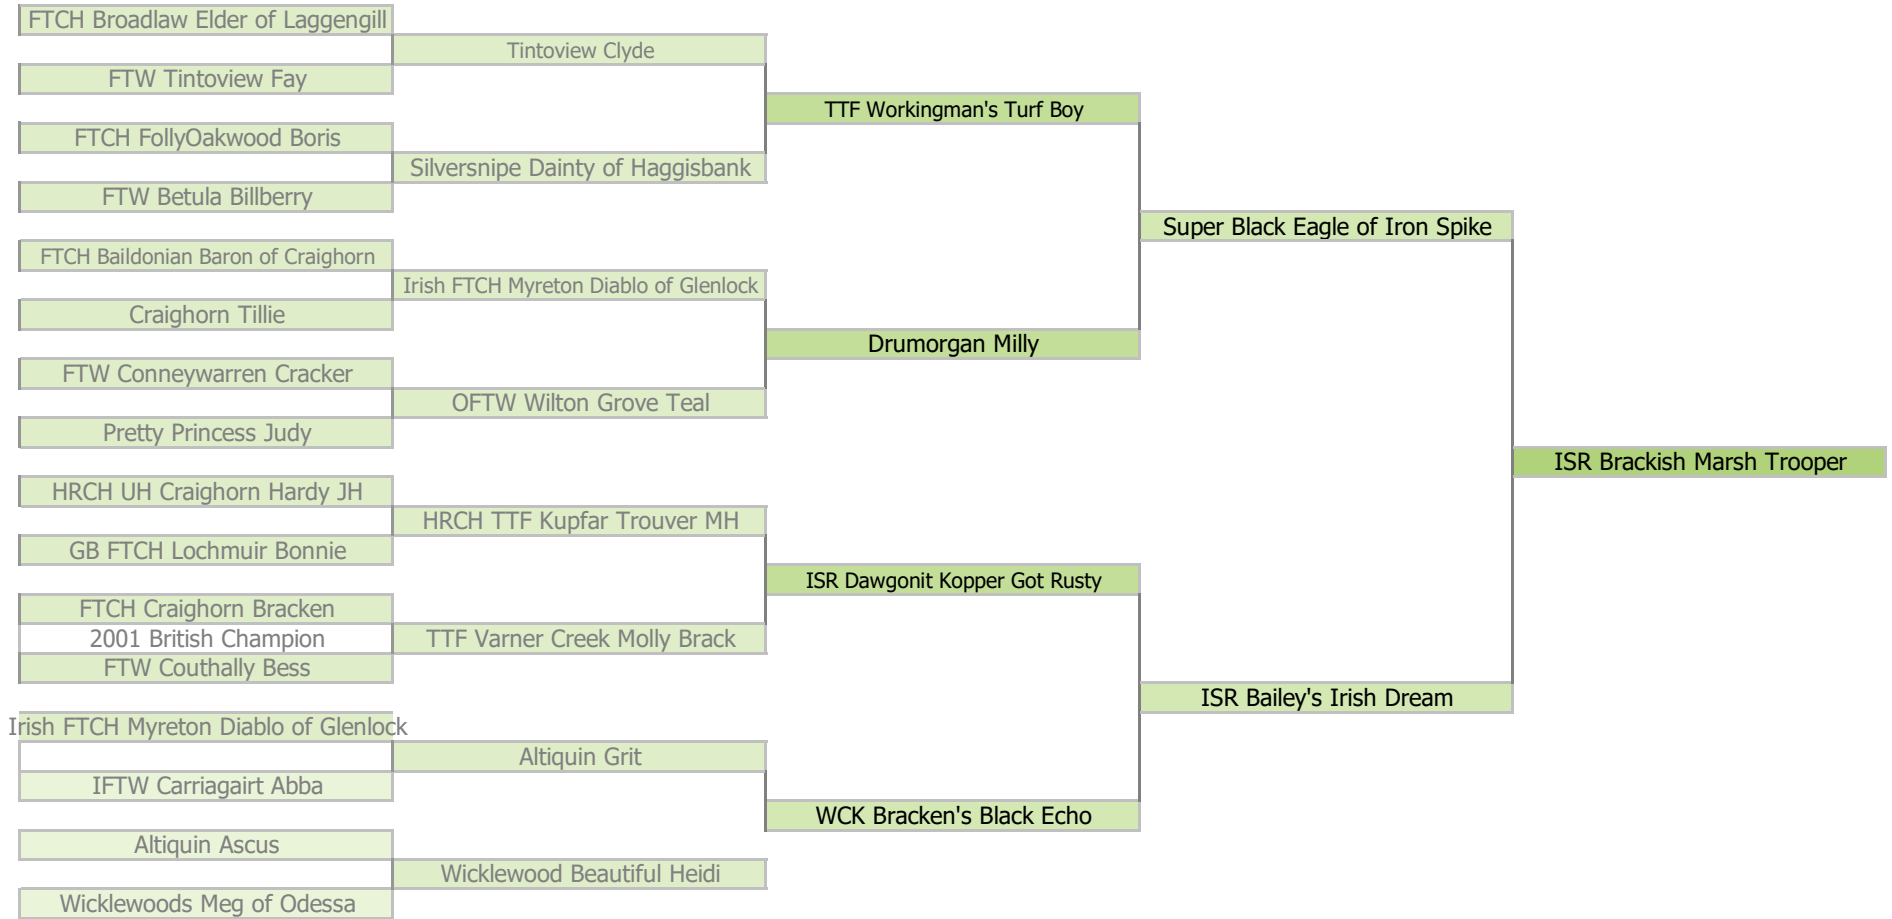 FTCH Broadlaw Elder of Laggengill
Tintoview Clyde
FTW Tintoview Fay
TTF Workingman's Turf Boy
FTCH FollyOakwood Boris
Silversnipe Dainty of Haggisbank
FTW Betula Billberry
Super Black Eagle of Iron Spike
FTCH Baildonian Baron of Craighorn
Irish FTCH Myreton Diablo of Glenlock
Craighorn Tillie
Drumorgan Milly
FTW Conneywarren Cracker
OFTW Wilton Grove Teal
Pretty Princess Judy
ISR Brackish Marsh Trooper
HRCH UH Craighorn Hardy JH
HRCH TTF Kupfar Trouver MH
GB FTCH Lochmuir Bonnie
ISR Dawgonit Kopper Got Rusty
FTCH Craighorn Bracken
2001 British Champion
TTF Varner Creek Molly Brack
FTW Couthally Bess
ISR Bailey's Irish Dream
Irish FTCH Myreton Diablo of Glenlock
Altiquin Grit
IFTW Carriagairt Abba
WCK Bracken's Black Echo
Altiquin Ascus
Wicklewood Beautiful Heidi
Wicklewoods Meg of Odessa